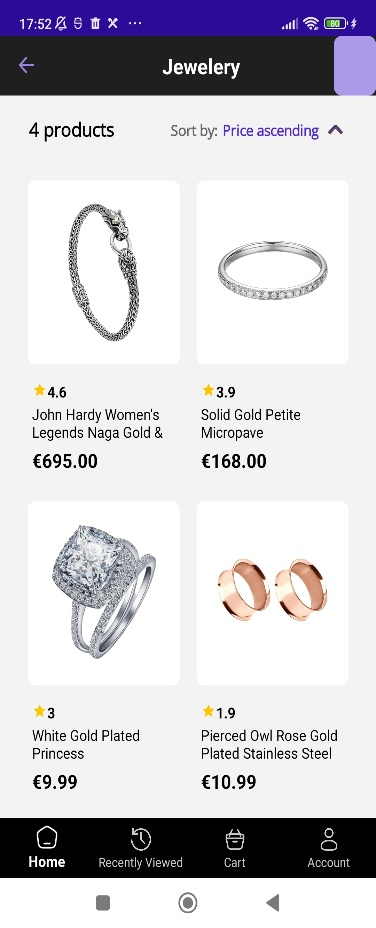 17:52
80
Jewelery
4 products
Sort by: Price ascending
4.6
3.9
John Hardy Women's
Legends Naga Gold &
Solid Gold Petite
Micropave
€695.00
€168.00
3
1.9
White Gold Plated
Princess
Pierced Owl Rose Gold
Plated Stainless Steel
€9.99
€10.99
Home
Recently Viewed
Cart
Account